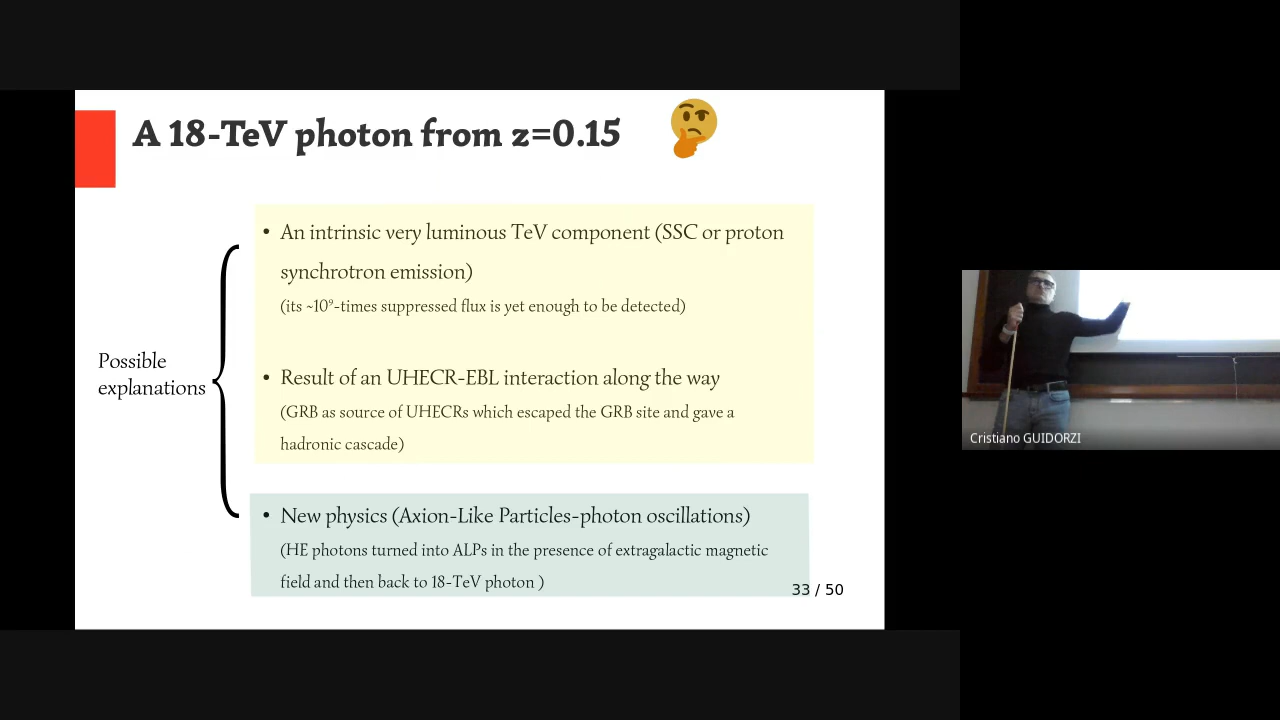 A 18-TeV photon from z=0.15
• An intrinsic very luminous TeV component (SSC or proton
synchrotron emission)
(its ~10⁹-times suppressed flux is yet enough to be detected)
Possible
explanations
• Result of an UHECR-EBL interaction along the way
(GRB as source of UHECRs which escaped the GRB site and gave a
hadronic cascade)
• New physics (Axion-Like Particles-photon oscillations)
(HE photons turned into ALPs in the presence of extragalactic magnetic
field and then back to 18-TeV photon )
33 / 50
Cristiano GUIDORZI